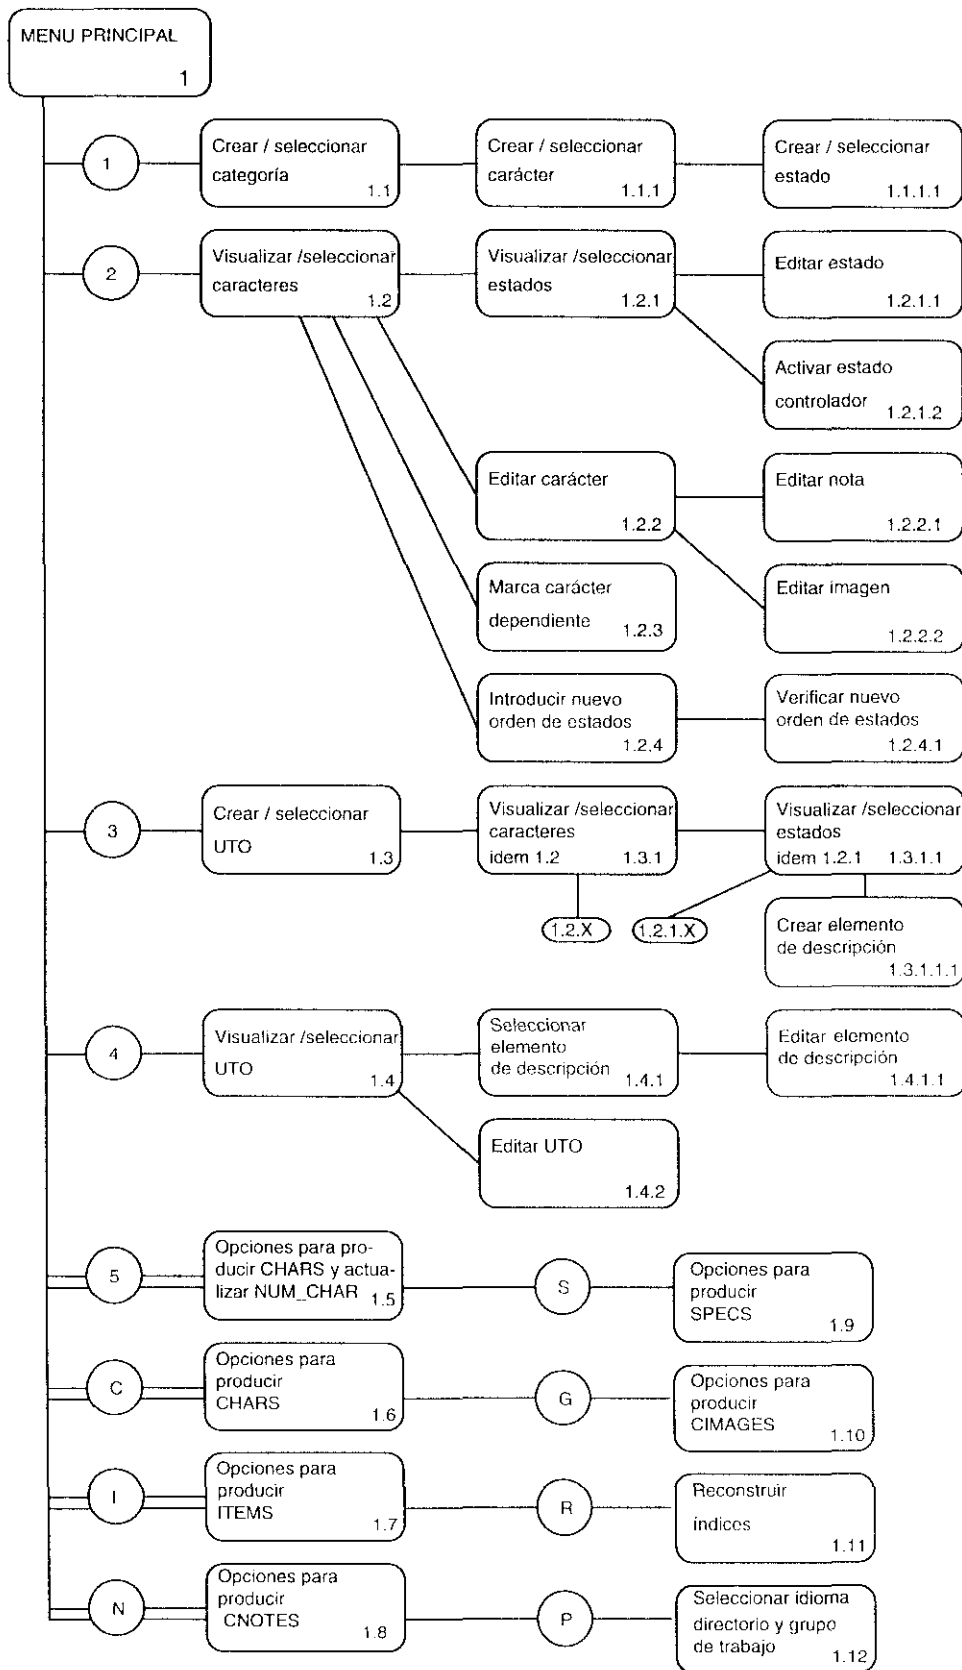 MENU PRINCIPAL
1
1
Crear / seleccionar
categoría
1.1
Crear / seleccionar
carácter
1.1.1
Crear / seleccionar
estado
1.1.1.1
2
Visualizar /seleccionar
caracteres
1.2
Visualizar /seleccionar
estados
1.2.1
Editar estado
1.2.1.1
Activar estado
controlador
1.2.1.2
Editar carácter
1.2.2
Editar nota
1.2.2.1
Marca carácter
dependiente
1.2.3
Editar imagen
1.2.2.2
Introducir nuevo
orden de estados
1.2.4
Verificar nuevo
orden de estados
1.2.4.1
3
Crear / seleccionar
UTO
1.3
Visualizar /seleccionar
caracteres
idem 1.2 1.3.1
Visualizar /seleccionar
estados
idem 1.2.1 1.3.1.1
1.2.X
1.2.1.X
Crear elemento
de descripción
1.3.1.1.1
4
Visualizar /seleccionar
UTO
1.4
Seleccionar
elemento
de descripción
1.4.1
Editar elemento
de descripción
1.4.1.1
Editar UTO
1.4.2
5
Opciones para pro-
ducir CHARS y actua-
lizar NUM_CHAR
1.5
S
Opciones para
producir
SPECS
1.9
C
Opciones para
producir
CHARS
1.6
G
Opciones para
producir
CIMAGES
1.10
I
Opciones para
producir
ITEMS
1.7
R
Reconstruir
índices
1.11
N
Opciones para
producir
CNOTES
1.8
P
Seleccionar idioma
directorio y grupo
de trabajo
1.12